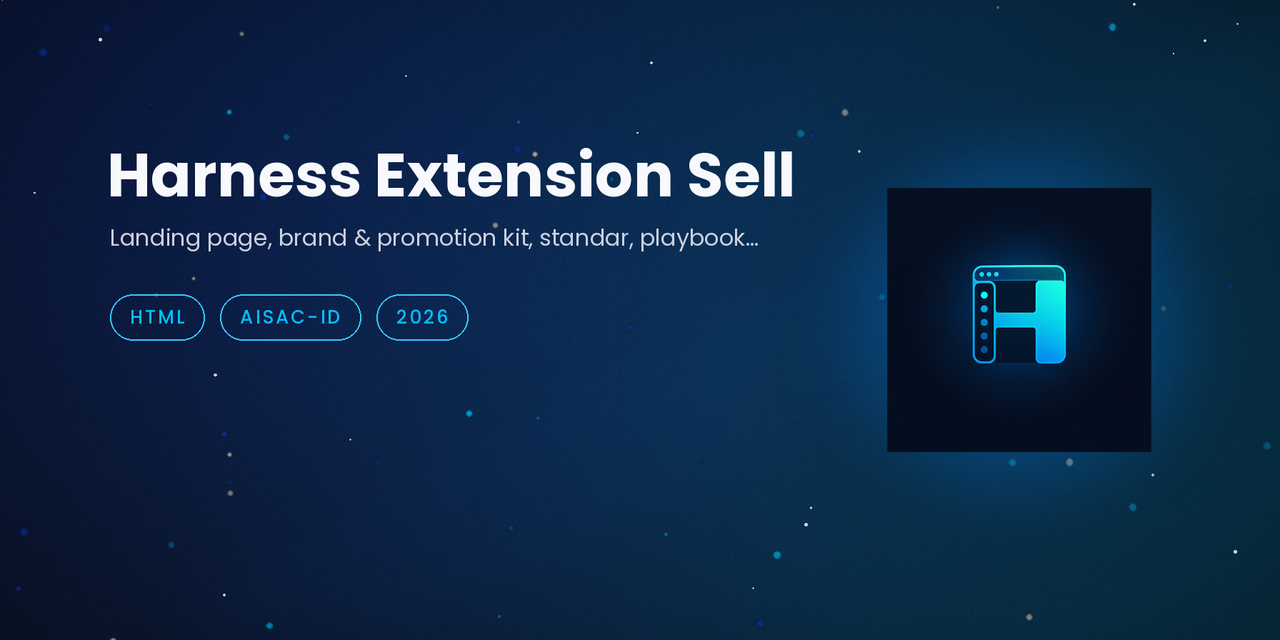 Harness Extension Sell
Landing page, brand & promotion kit, standar, playbook...
HTML
AISAC-ID
2026